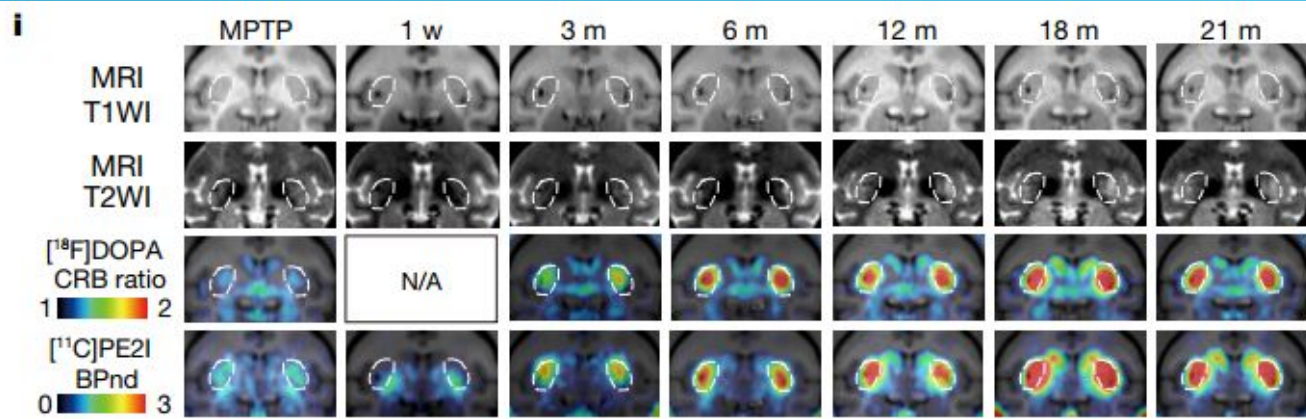 i
MPTP 1 w 3 m 6 m 12 m 18 m 21 m
MRI
T1WI
MRI
T2WI
[¹⁸F]DOPA
CRB ratio
1 2
N/A
[¹¹C]PE2I
BPnd
0 3